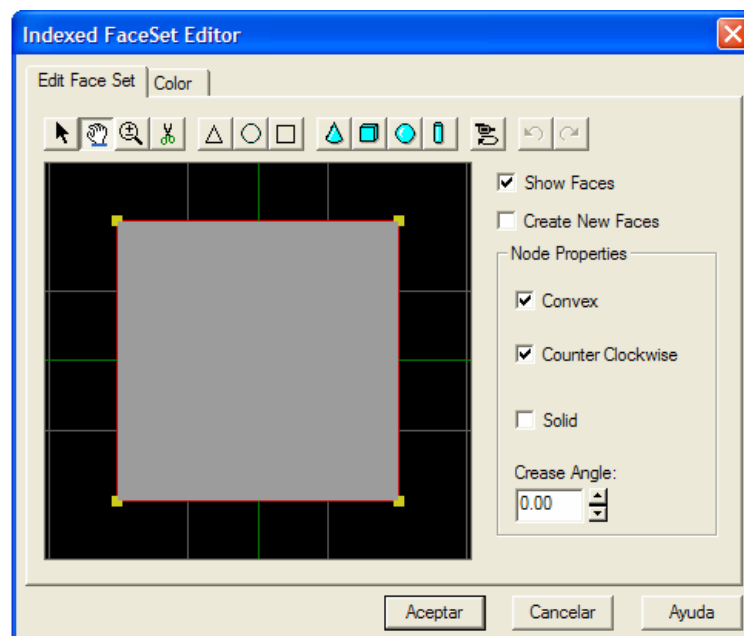 Indexed FaceSet Editor
Edit Face Set
Color
Show Faces
Create New Faces
Node Properties
Convex
Counter Clockwise
Solid
Crease Angle:
0.00
Aceptar
Cancelar
Ayuda